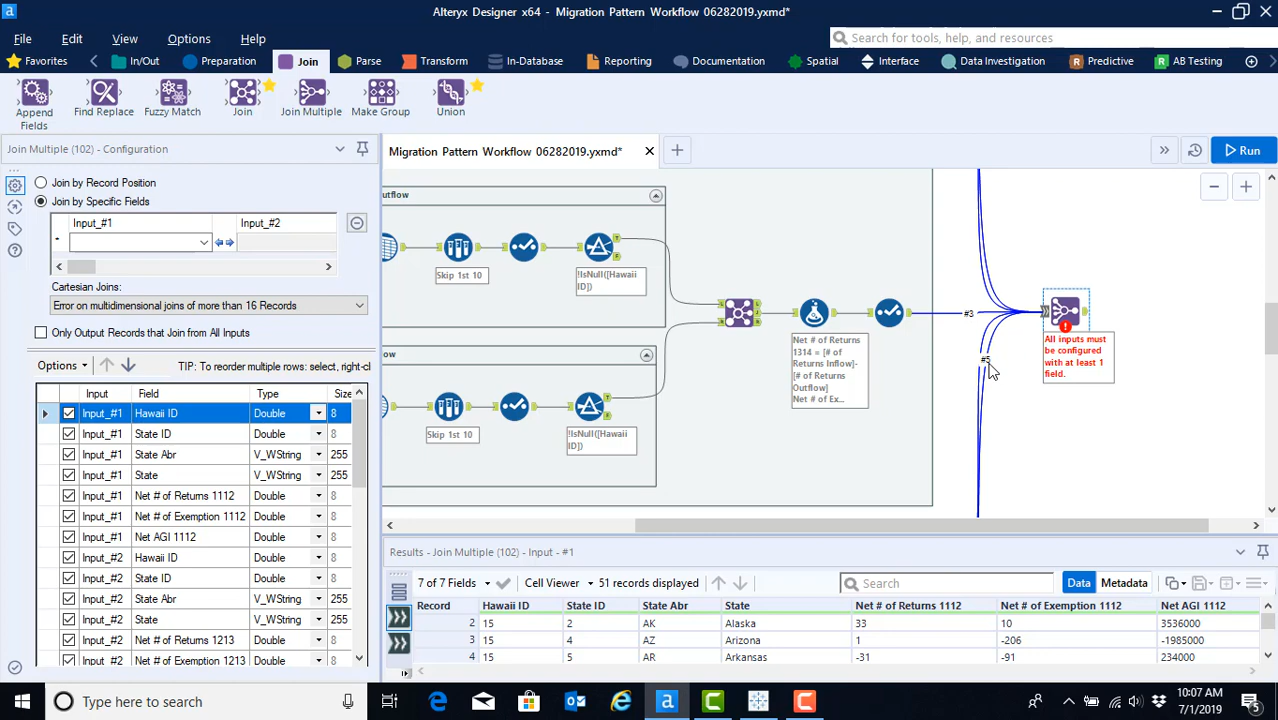 Alteryx Designer x64 - Migration Pattern Workflow 06282019.yxmd*
File Edit View Options Help
Search for tools, help, and resources
Favorites In/Out Preparation Join Parse Transform In-Database Reporting Documentation Spatial Interface Data Investigation Predictive AB Testing
Append Fields
Find Replace
Fuzzy Match
Join
Join Multiple
Make Group
Union
Join Multiple (102) - Configuration
Migration Pattern Workflow 06282019.yxmd*
Run
Join by Record Position
Join by Specific Fields
Input_#1 Input_#2
Cartesian Joins:
Error on multidimensional joins of more than 16 Records
Only Output Rows that Join from All Inputs
Options TIP: To reorder multiple rows: select, right-cl
Input Field Type Size
Input_#1 Hawaii ID Double 8
Input_#1 State ID Double 8
Input_#1 State Abr V_WString 255
Input_#1 State V_WString 255
Input_#1 Net # of Returns 1112 Double 8
Input_#1 Net # of Exemption 1112 Double 8
Input_#1 Net AGI 1112 Double 8
Input_#2 Hawaii ID Double 8
Input_#2 State ID Double 8
Input_#2 State Abr V_WString 255
Input_#2 State V_WString 255
Input_#2 Net # of Returns 1213 Double 8
Input_#2 Net # of Exemption 1213 Double 8
utflow
Skip 1st 10
!IsNull([Hawaii
ID])
ow
Skip 1st 10
!IsNull([Hawaii
ID])
Net # of Returns
1314 = [# of
Returns Inflow]-
[# of Returns
Outflow]
Net # of Ex...
#3
#5
All inputs must
be configured
with at least 1
field.
Results - Join Multiple (102) - Input - #1
7 of 7 Fields Cell Viewer 51 records displayed Search Data Metadata
Record Hawaii ID State ID State Abr State Net # of Returns 1112 Net # of Exemption 1112 Net AGI 1112
2 15 2 AK Alaska 33 10 3536000
3 15 4 AZ Arizona 1 -206 -1985000
4 15 5 AR Arkansas -31 -91 234000
Type here to search
10:07 AM
7/1/2019
5